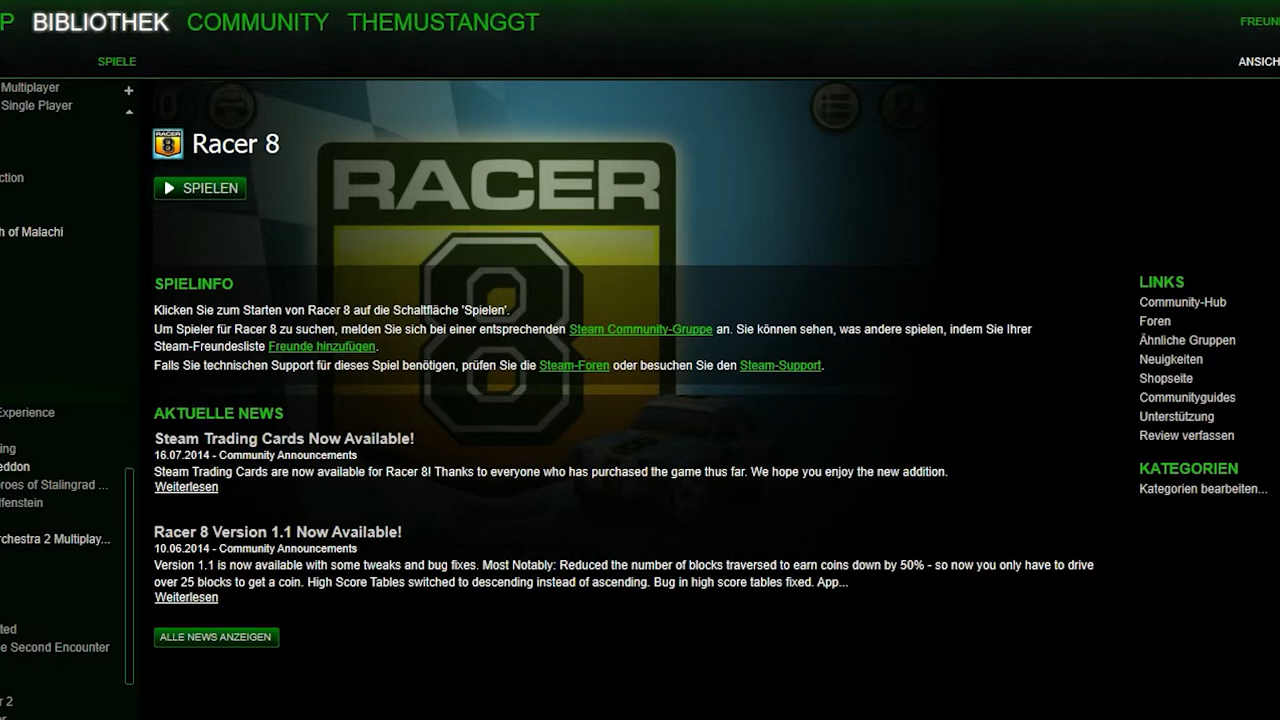 P BIBLIOTHEK COMMUNITY THEMUSTANGGT
FREUN
SPIELE
ANSICH
Multiplayer
Single Player
ction
h of Malachi
Experience
ing
eddon
eroes of Stalingrad ...
lfenstein
rchestra 2 Multiplay...
ted
e Second Encounter
r 2
Racer 8
SPIELEN
RACER
8
SPIELINFO
Klicken Sie zum Starten von Racer 8 auf die Schaltfläche 'Spielen'.
Um Spieler für Racer 8 zu suchen, melden Sie sich bei einer entsprechenden Steam Community-Gruppe an. Sie können sehen, was andere spielen, indem Sie Ihrer
Steam-Freundesliste Freunde hinzufügen.
Falls Sie technischen Support für dieses Spiel benötigen, prüfen Sie die Steam-Foren oder besuchen Sie den Steam-Support.
AKTUELLE NEWS
Steam Trading Cards Now Available!
16.07.2014 - Community Announcements
Steam Trading Cards are now available for Racer 8! Thanks to everyone who has purchased the game thus far. We hope you enjoy the new addition.
Weiterlesen
Racer 8 Version 1.1 Now Available!
10.06.2014 - Community Announcements
Version 1.1 is now available with some tweaks and bug fixes. Most Notably: Reduced the number of blocks traversed to earn coins down by 50% - so now you only have to drive
over 25 blocks to get a coin. High Score Tables switched to descending instead of ascending. Bug in high score tables fixed. App...
Weiterlesen
ALLE NEWS ANZEIGEN
LINKS
Community-Hub
Foren
Ähnliche Gruppen
Neuigkeiten
Shopseite
Communityguides
Unterstützung
Review verfassen
KATEGORIEN
Kategorien bearbeiten...